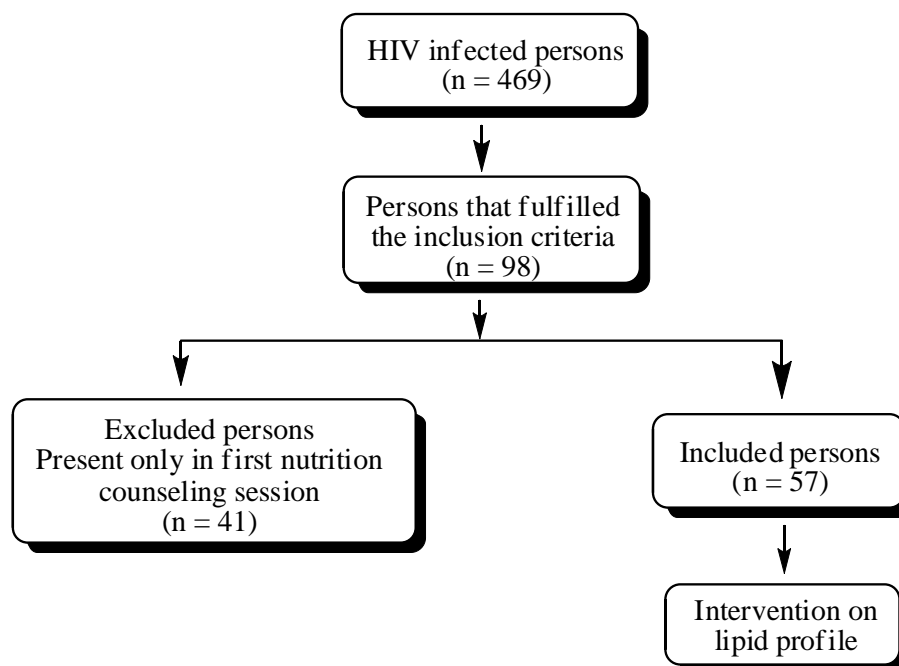 HIV infected persons
(n = 469)
Persons that fulfilled
the inclusion criteria
(n = 98)
Excluded persons
Present only in first nutrition
counseling session
(n = 41)
Included persons
(n = 57)
Intervention on
lipid profile